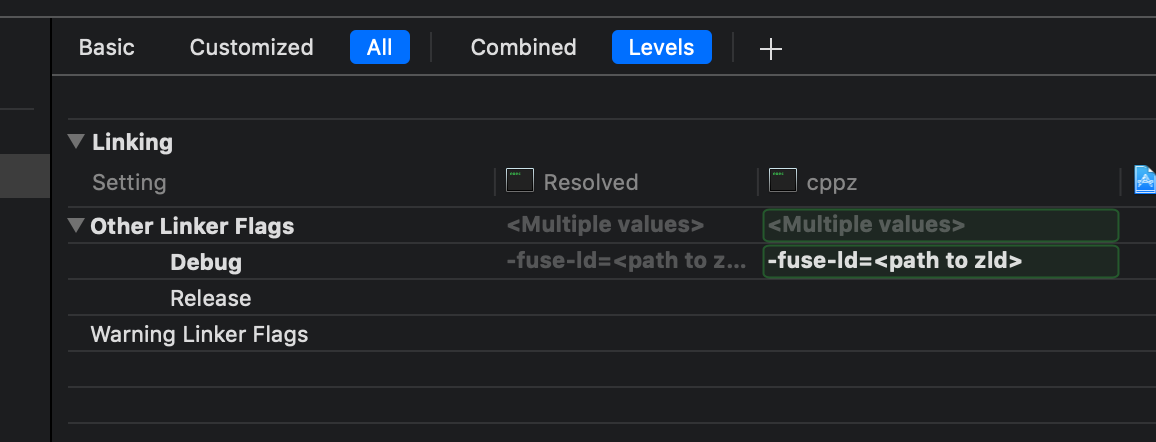 Basic Customized All Combined Levels +
Linking
Setting Resolved cppz
Other Linker Flags <Multiple values> <Multiple values>
Debug -fuse-ld=<path to z... -fuse-ld=<path to zld>
Release
Warning Linker Flags